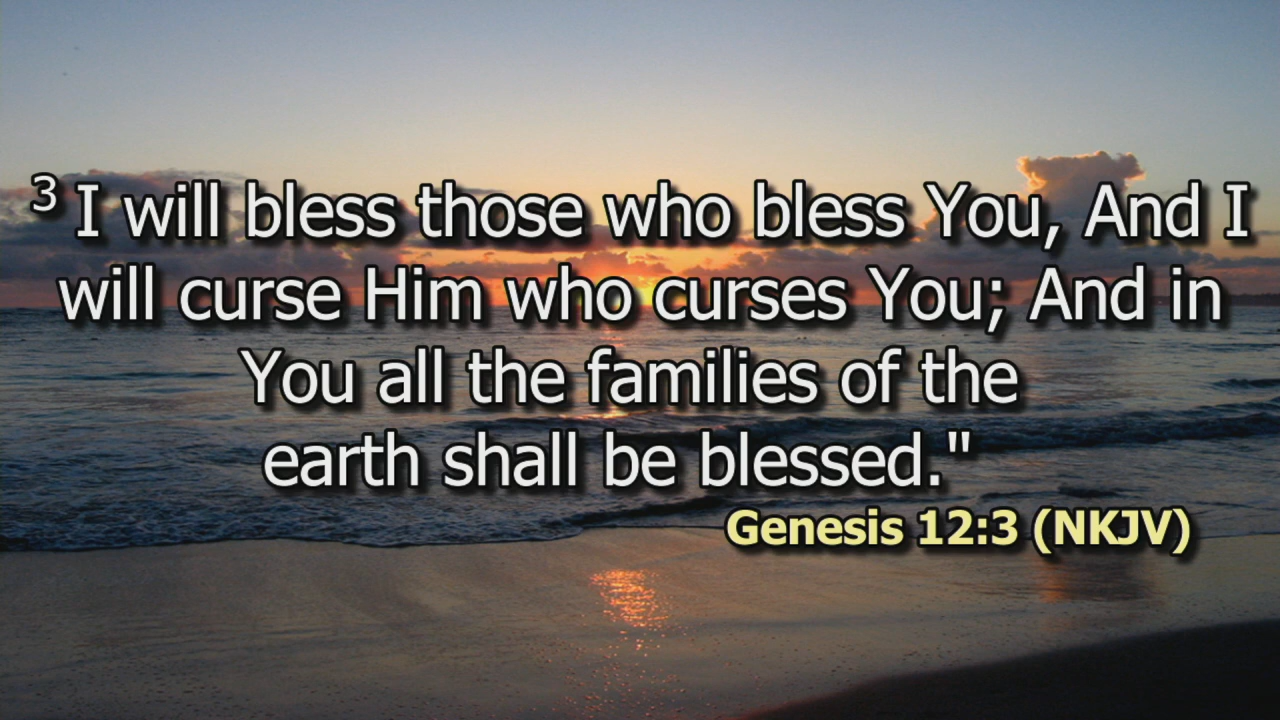 3 I will bless those who bless You, And I
will curse Him who curses You; And in
You all the families of the
earth shall be blessed."
Genesis 12:3 (NKJV)